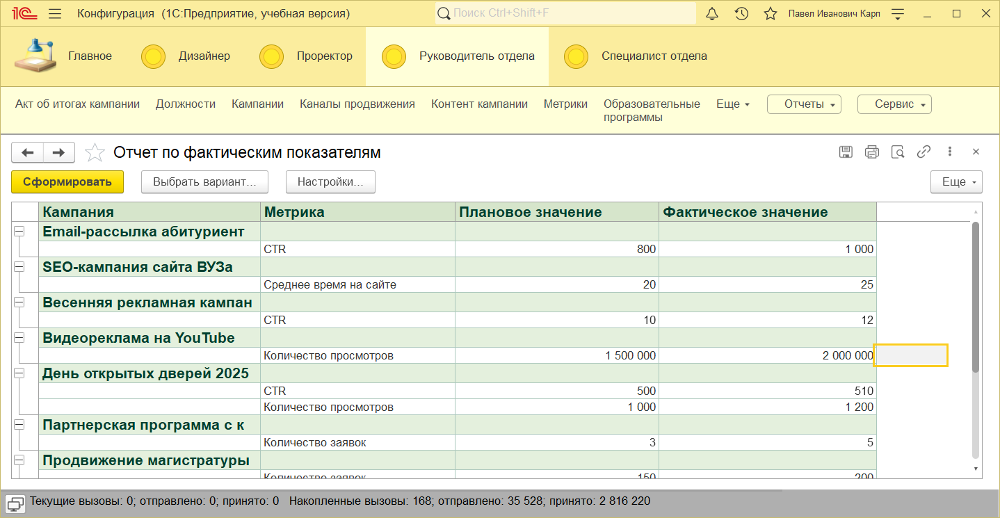 1С Конфигурация (1С:Предприятие, учебная версия) Поиск Ctrl+Shift+F Павел Иванович Карп
Главное Дизайнер Проректор Руководитель отдела Специалист отдела
Акт об итогах кампании Должности Кампании Каналы продвижения Контент кампании Метрики Образовательные программы Еще Отчеты Сервис
Отчет по фактическим показателям
Сформировать Выбрать вариант... Настройки... Еще
Кампания Метрика Плановое значение Фактическое значение
Email-рассылка абитуриент
CTR 800 1 000
SEO-кампания сайта ВУЗа
Среднее время на сайте 20 25
Весенняя рекламная кампан
CTR 10 12
Видеореклама на YouTube
Количество просмотров 1 500 000 2 000 000
День открытых дверей 2025
CTR 500 510
Количество просмотров 1 000 1 200
Партнерская программа с к
Количество заявок 3 5
Продвижение магистратуры
Количество заявок 150 200
Текущие вызовы: 0; отправлено: 0; принято: 0 Накопленные вызовы: 168; отправлено: 35 528; принято: 2 816 220